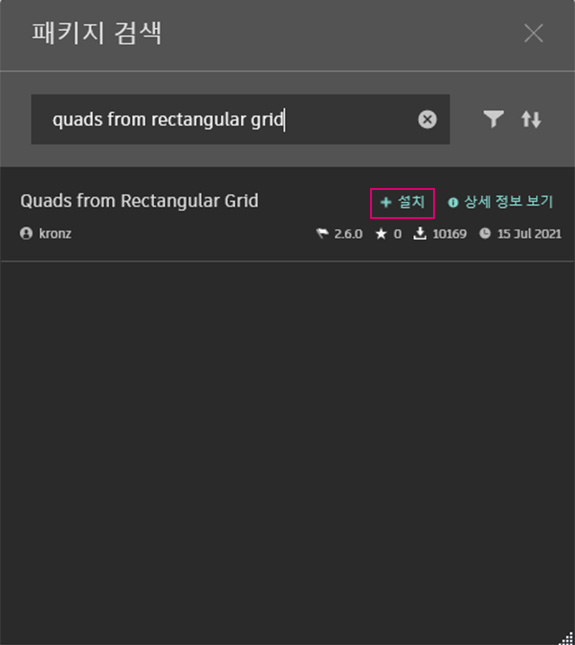 패키지 검색
quads from rectangular grid
Quads from Rectangular Grid + 설치 상세 정보 보기
kronz 2.6.0 0 10169 15 Jul 2021